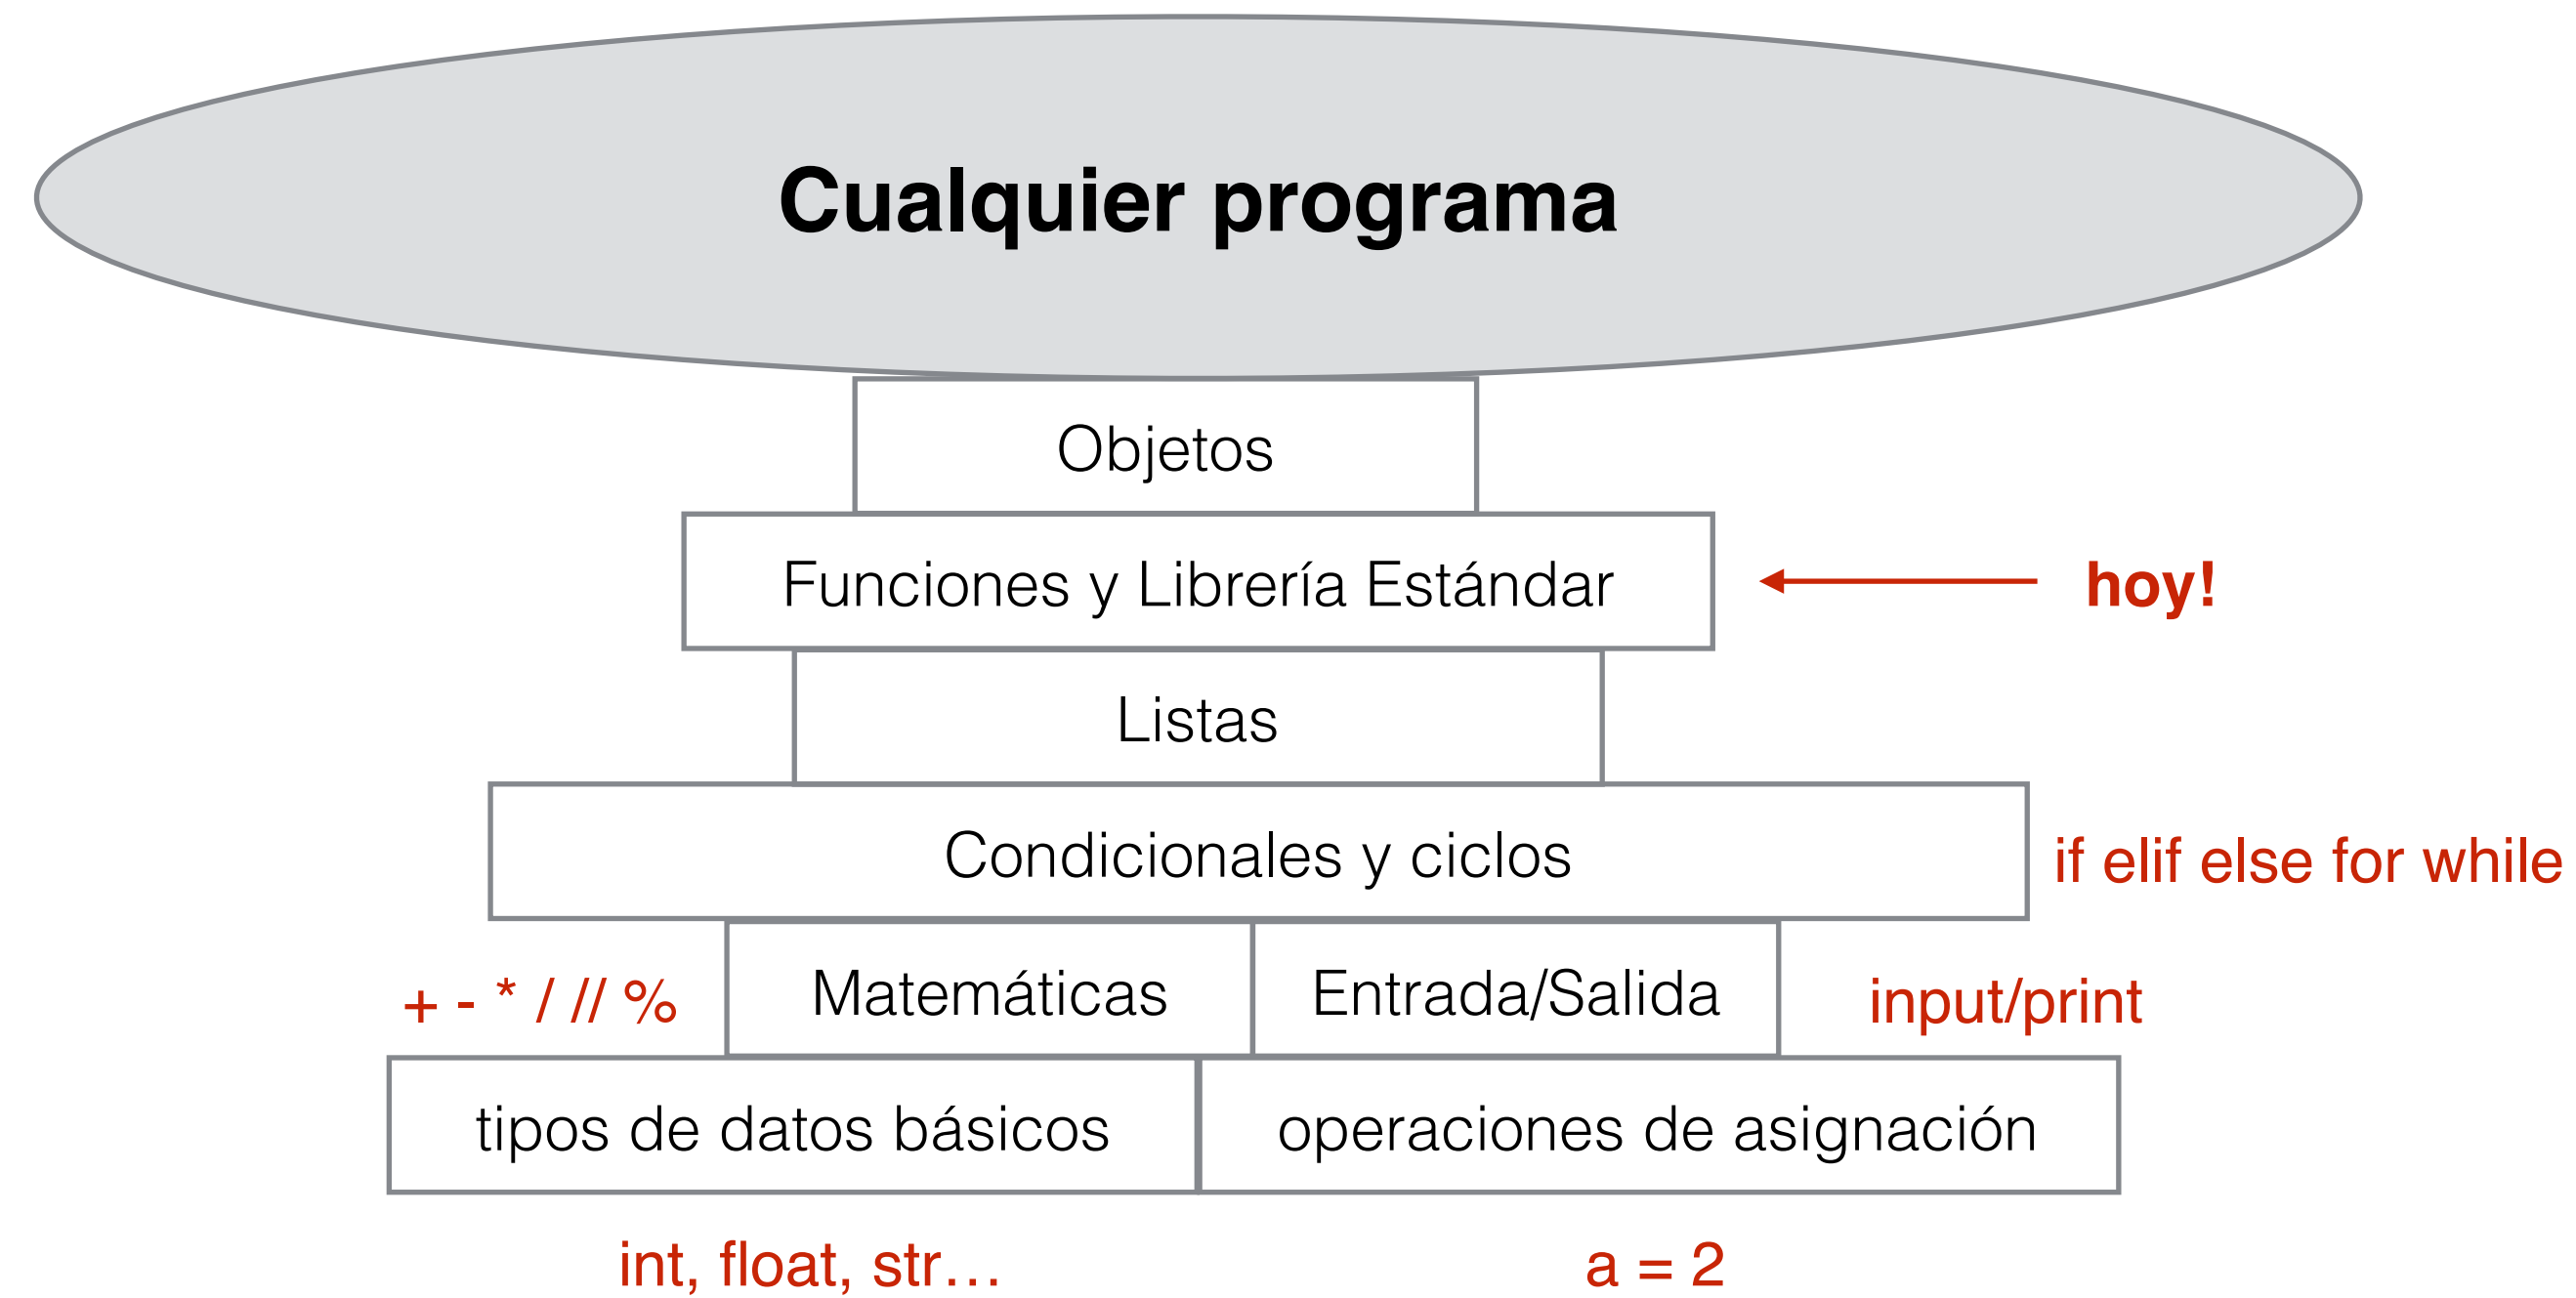 Cualquier programa
Objetos
Funciones y Librería Estándar
hoy!
Listas
Condicionales y ciclos
if elif else for while
+ - * / // %
Matemáticas
Entrada/Salida
input/print
tipos de datos básicos
operaciones de asignación
int, float, str…
a = 2